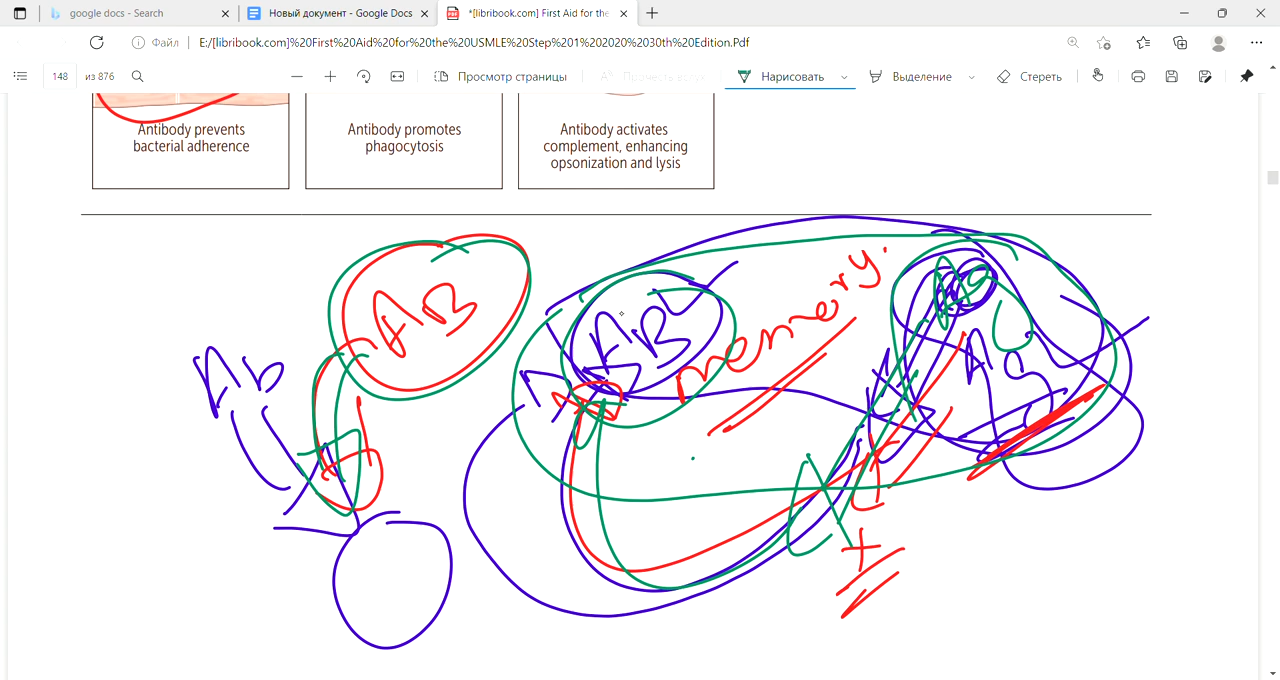 google docs - Search
Новый документ - Google Docs
*[libribook.com] First Aid for the
Файл
E:/[libribook.com]%20First%20Aid%20for%20the%20USMLE%20Step%201%202020%2030th%20Edition.Pdf
148 из 876
Просмотр страницы
Прочесть вслух
Нарисовать
Выделение
Стереть
Antibody prevents
bacterial adherence
Antibody promotes
phagocytosis
Antibody activates
complement, enhancing
opsonization and lysis
AB
AB
memory.
Ag
Ab